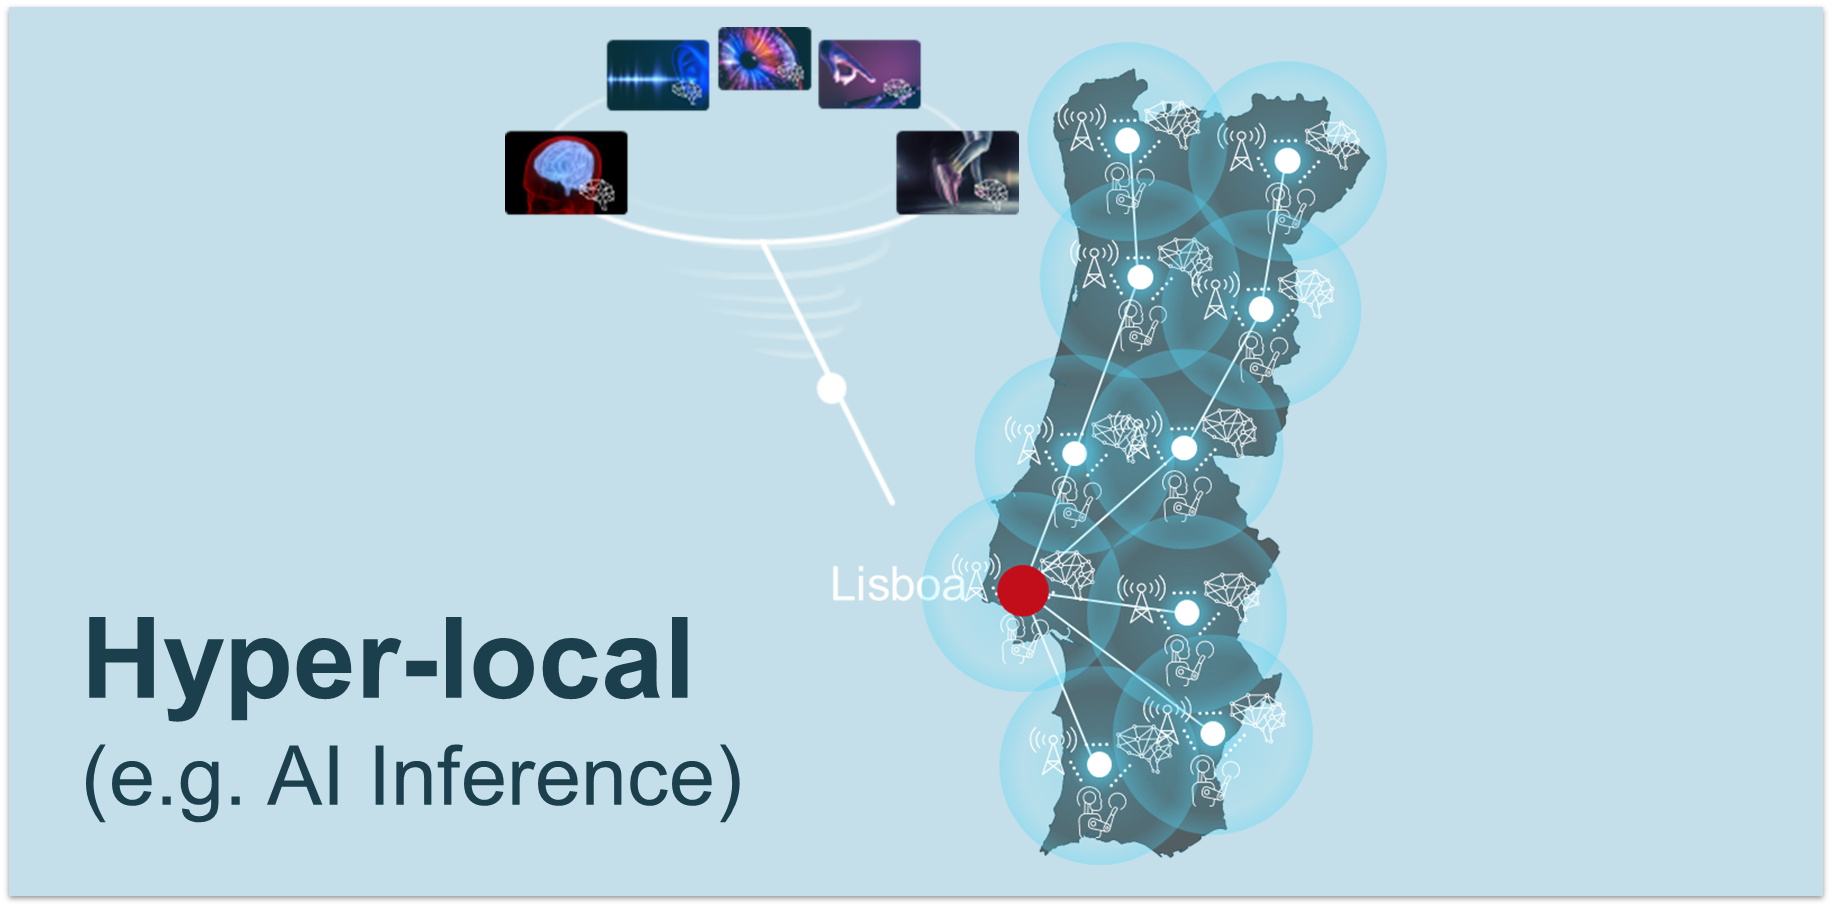 Lisboa
Hyper-local
(e.g. AI Inference)